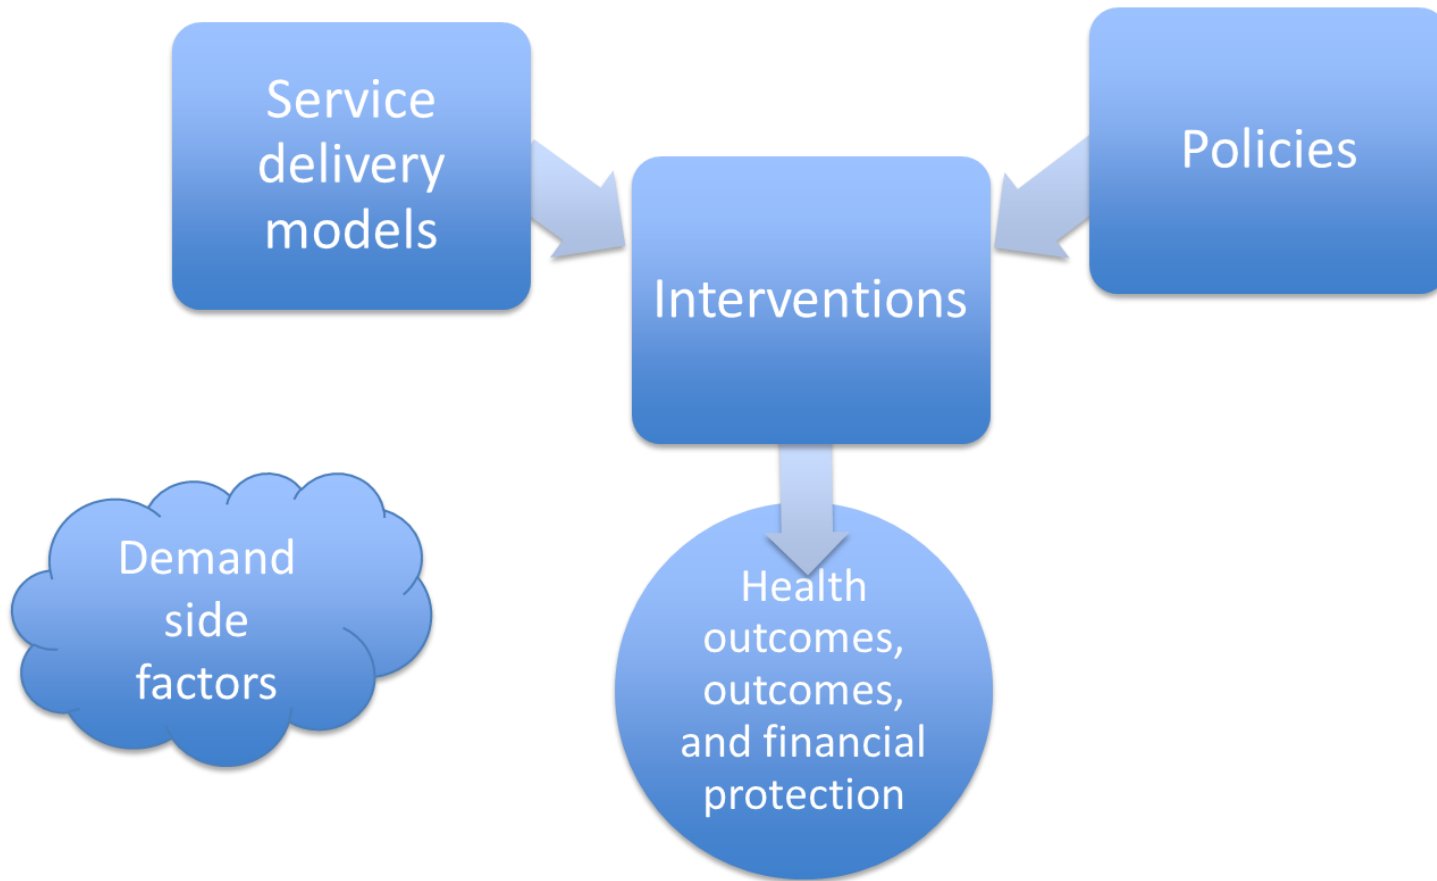 Service
delivery
models
Policies
Interventions
Demand
side
factors
Health
outcomes,
outcomes,
and financial
protection